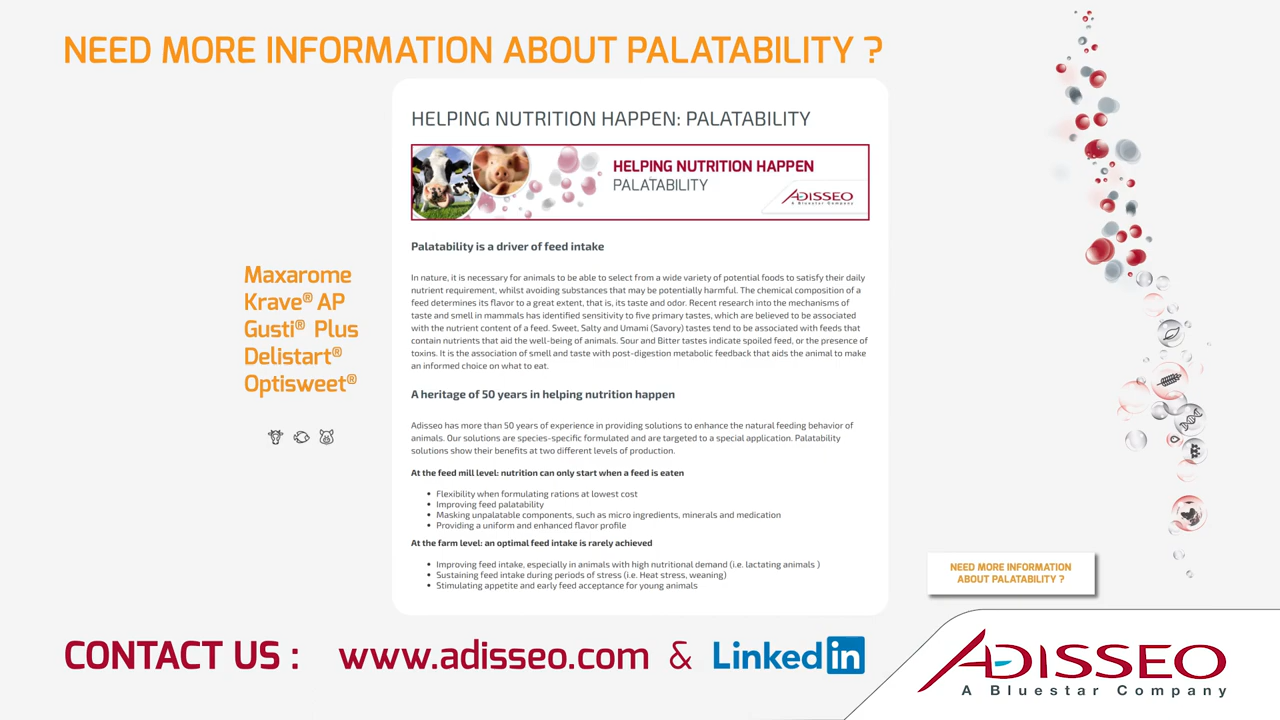 NEED MORE INFORMATION ABOUT PALATABILITY ?
HELPING NUTRITION HAPPEN: PALATABILITY
HELPING NUTRITION HAPPEN
PALATABILITY
ADISSEO
A Bluestar Company
Palatability is a driver of feed intake
In nature, it is necessary for animals to be able to select from a wide variety of potential foods to satisfy their daily
nutrient requirement, whilst avoiding substances that may be potentially harmful. The chemical composition of a
feed determines its flavor to a great extent, that is, its taste and odor. Recent research into the mechanisms of
taste and smell in mammals has identified sensitivity to five primary tastes, which are believed to be associated
with the nutrient content of a feed. Sweet, Salty and Umami (Savory) tastes tend to be associated with feeds that
contain nutrients that aid the well-being of animals. Sour and Bitter tastes indicate spoiled feed, or the presence of
toxins. It is the association of smell and taste with post-digestion metabolic feedback that aids the animal to make
an informed choice on what to eat.
A heritage of 50 years in helping nutrition happen
Adisseo has more than 50 years of experience in providing solutions to enhance the natural feeding behavior of
animals. Our solutions are species-specific formulated and are targeted to a special application. Palatability
solutions show their benefits at two different levels of production.
At the feed mill level: nutrition can only start when a feed is eaten
• Flexibility when formulating rations at lowest cost
• Improving feed palatability
• Masking unpalatable components, such as micro ingredients, minerals and medication
• Providing a uniform and enhanced flavor profile
At the farm level: an optimal feed intake is rarely achieved
• Improving feed intake, especially in animals with high nutritional demand (i.e. lactating animals )
• Sustaining feed intake during periods of stress (i.e. Heat stress, weaning)
• Stimulating appetite and early feed acceptance for young animals
Maxarome
Krave® AP
Gusti® Plus
Delistart®
Optisweet®
NEED MORE INFORMATION
ABOUT PALATABILITY ?
CONTACT US : www.adisseo.com & LinkedIn
ADISSEO
A Bluestar Company